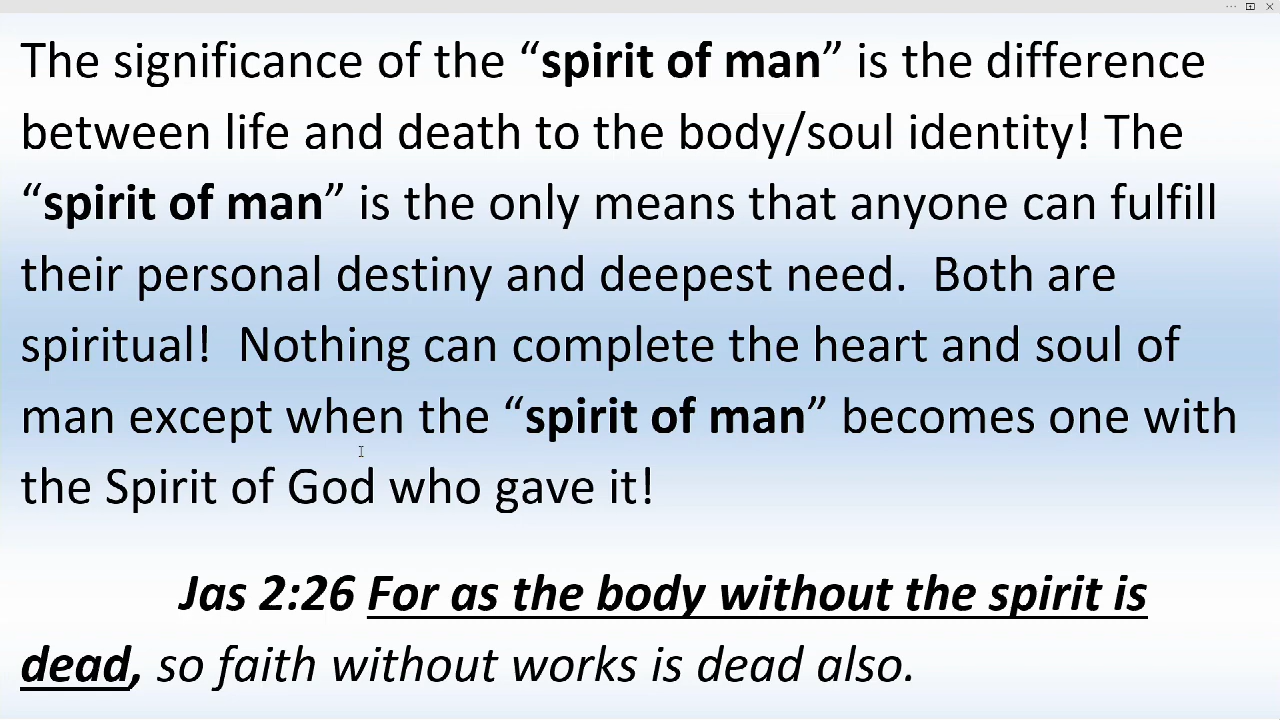 The significance of the “spirit of man” is the difference
between life and death to the body/soul identity! The
“spirit of man” is the only means that anyone can fulfill
their personal destiny and deepest need.  Both are
spiritual!  Nothing can complete the heart and soul of
man except when the “spirit of man” becomes one with
the Spirit of God who gave it!
Jas 2:26 For as the body without the spirit is
dead, so faith without works is dead also.